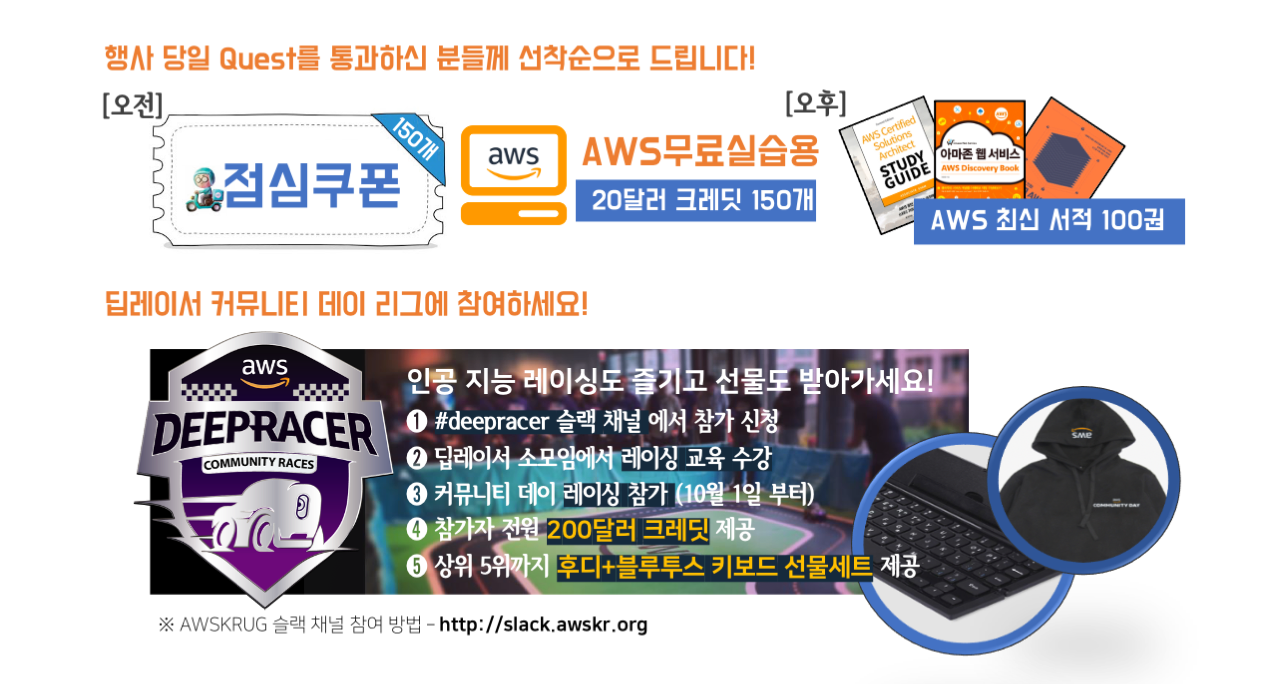 행사 당일 Quest를 통과하신 분들께 선착순으로 드립니다!
[오전]
점심쿠폰
150개
aws
AWS무료실습용
20달러 크레딧 150개
[오후]
AWS Certified
Solutions
Architect
STUDY
GUIDE
아마존 웹 서비스
AWS Discovery Book
AWS 최신 서적 100권
딥레이서 커뮤니티 데이 리그에 참여하세요!
aws
DEEPRACER
COMMUNITY RACES
인공 지능 레이싱도 즐기고 선물도 받아가세요!
❶ #deepracer 슬랙 채널 에서 참가 신청
❷ 딥레이서 소모임에서 레이싱 교육 수강
❸ 커뮤니티 데이 레이싱 참가 (10월 1일 부터)
❹ 참가자 전원 200달러 크레딧 제공
❺ 상위 5위까지 후디+블루투스 키보드 선물세트 제공
COMMUNITY DAY
※ AWSKRUG 슬랙 채널 참여 방법 – http://slack.awskr.org